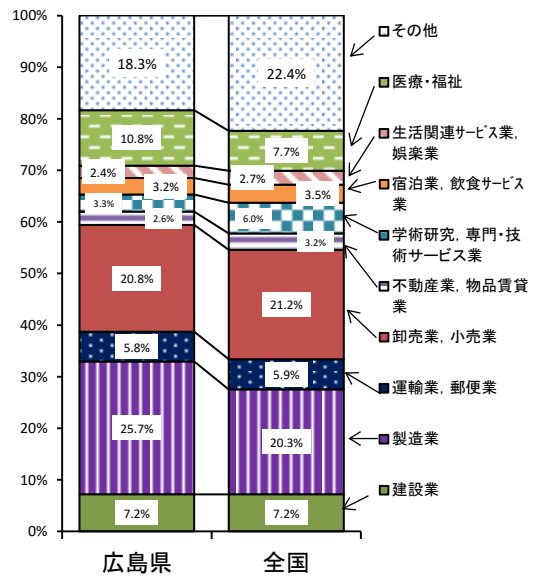 100%
90%
80%
70%
60%
50%
40%
30%
20%
10%
0%
18.3%
10.8%
2.4%
3.2%
3.3%
2.6%
20.8%
5.8%
25.7%
7.2%
22.4%
7.7%
2.7%
3.5%
6.0%
3.2%
21.2%
5.9%
20.3%
7.2%
広島県
全国
その他
医療・福祉
生活関連サービス業,
娯楽業
宿泊業, 飲食サービス
業
学術研究, 専門・技
術サービス業
不動産業, 物品賃貸
業
卸売業, 小売業
運輸業, 郵便業
製造業
建設業